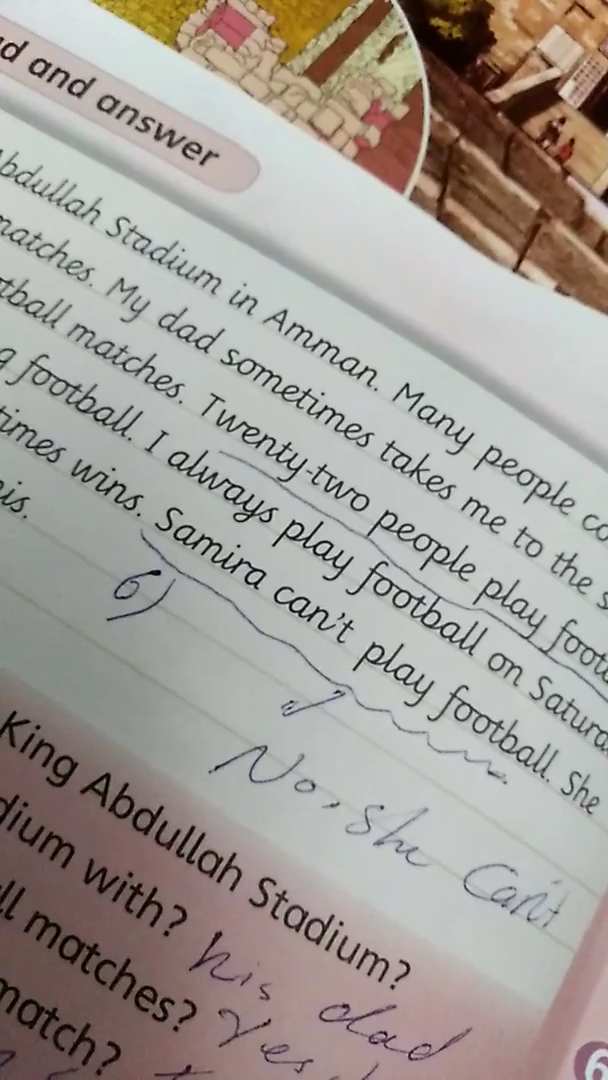 d and answer
Abdullah Stadium in Amman. Many people
matches. My dad sometimes takes me to the
tball matches. Twenty-two people play foot
g football. I always play football on Satur
times wins. Samira can't play football. She
is.
6)
No, she can't
King Abdullah Stadium?
dium with? his dad
ll matches? Yes
match?
6